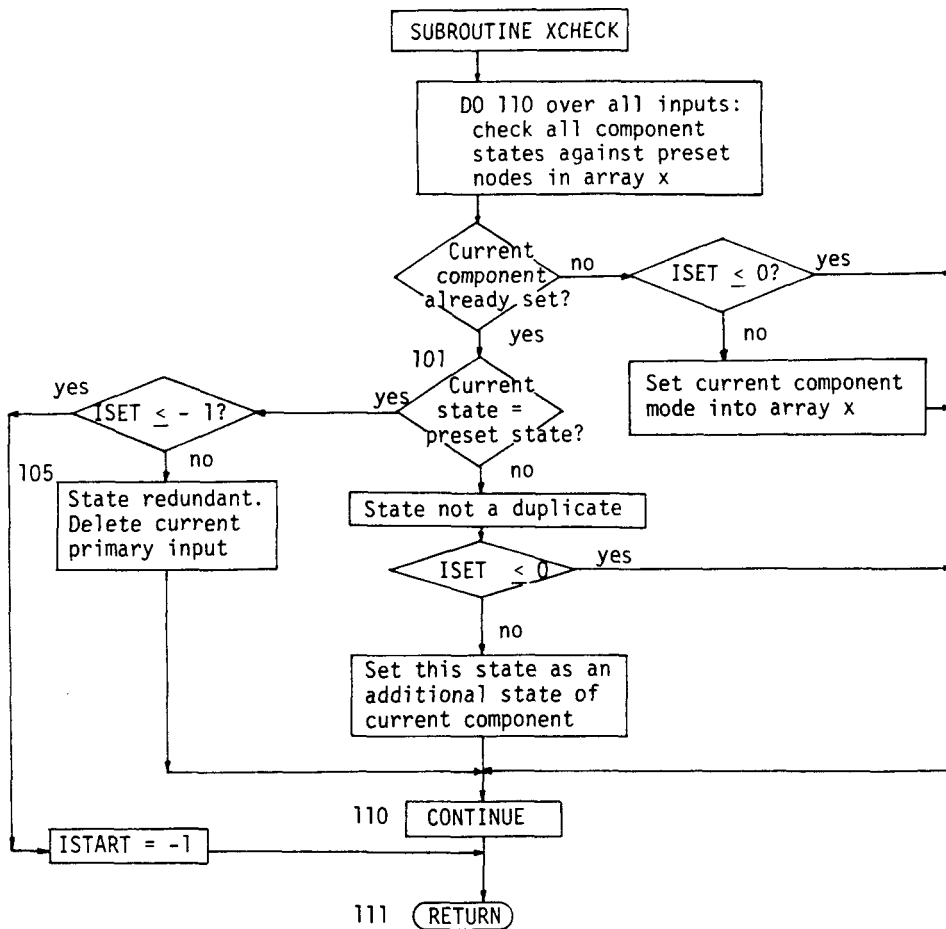 SUBROUTINE XCHECK
DO 110 over all inputs:
check all component
states against preset
nodes in array x
Current
component
already set?
no
ISET ≤ 0?
yes
yes
no
Set current component
mode into array x
101
Current
state =
preset state?
yes
ISET ≤ - 1?
yes
no
105
State redundant.
Delete current
primary input
no
State not a duplicate
ISET ≤ 0
yes
no
Set this state as an
additional state of
current component
110
CONTINUE
ISTART = -1
111
RETURN